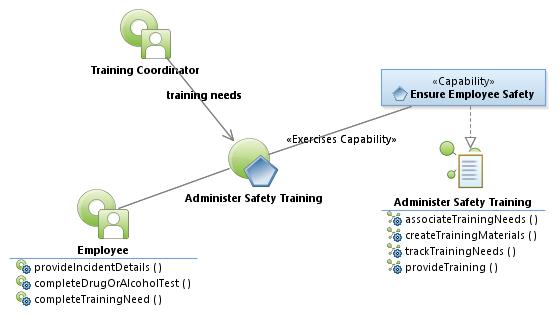 Training Coordinator
training needs
«Capability»
Ensure Employee Safety
«Exercises Capability»
Administer Safety Training
Employee
provideIncidentDetails ( )
completeDrugOrAlcoholTest ( )
completeTrainingNeed ( )
Administer Safety Training
associateTrainingNeeds ( )
createTrainingMaterials ( )
trackTrainingNeeds ( )
provideTraining ( )